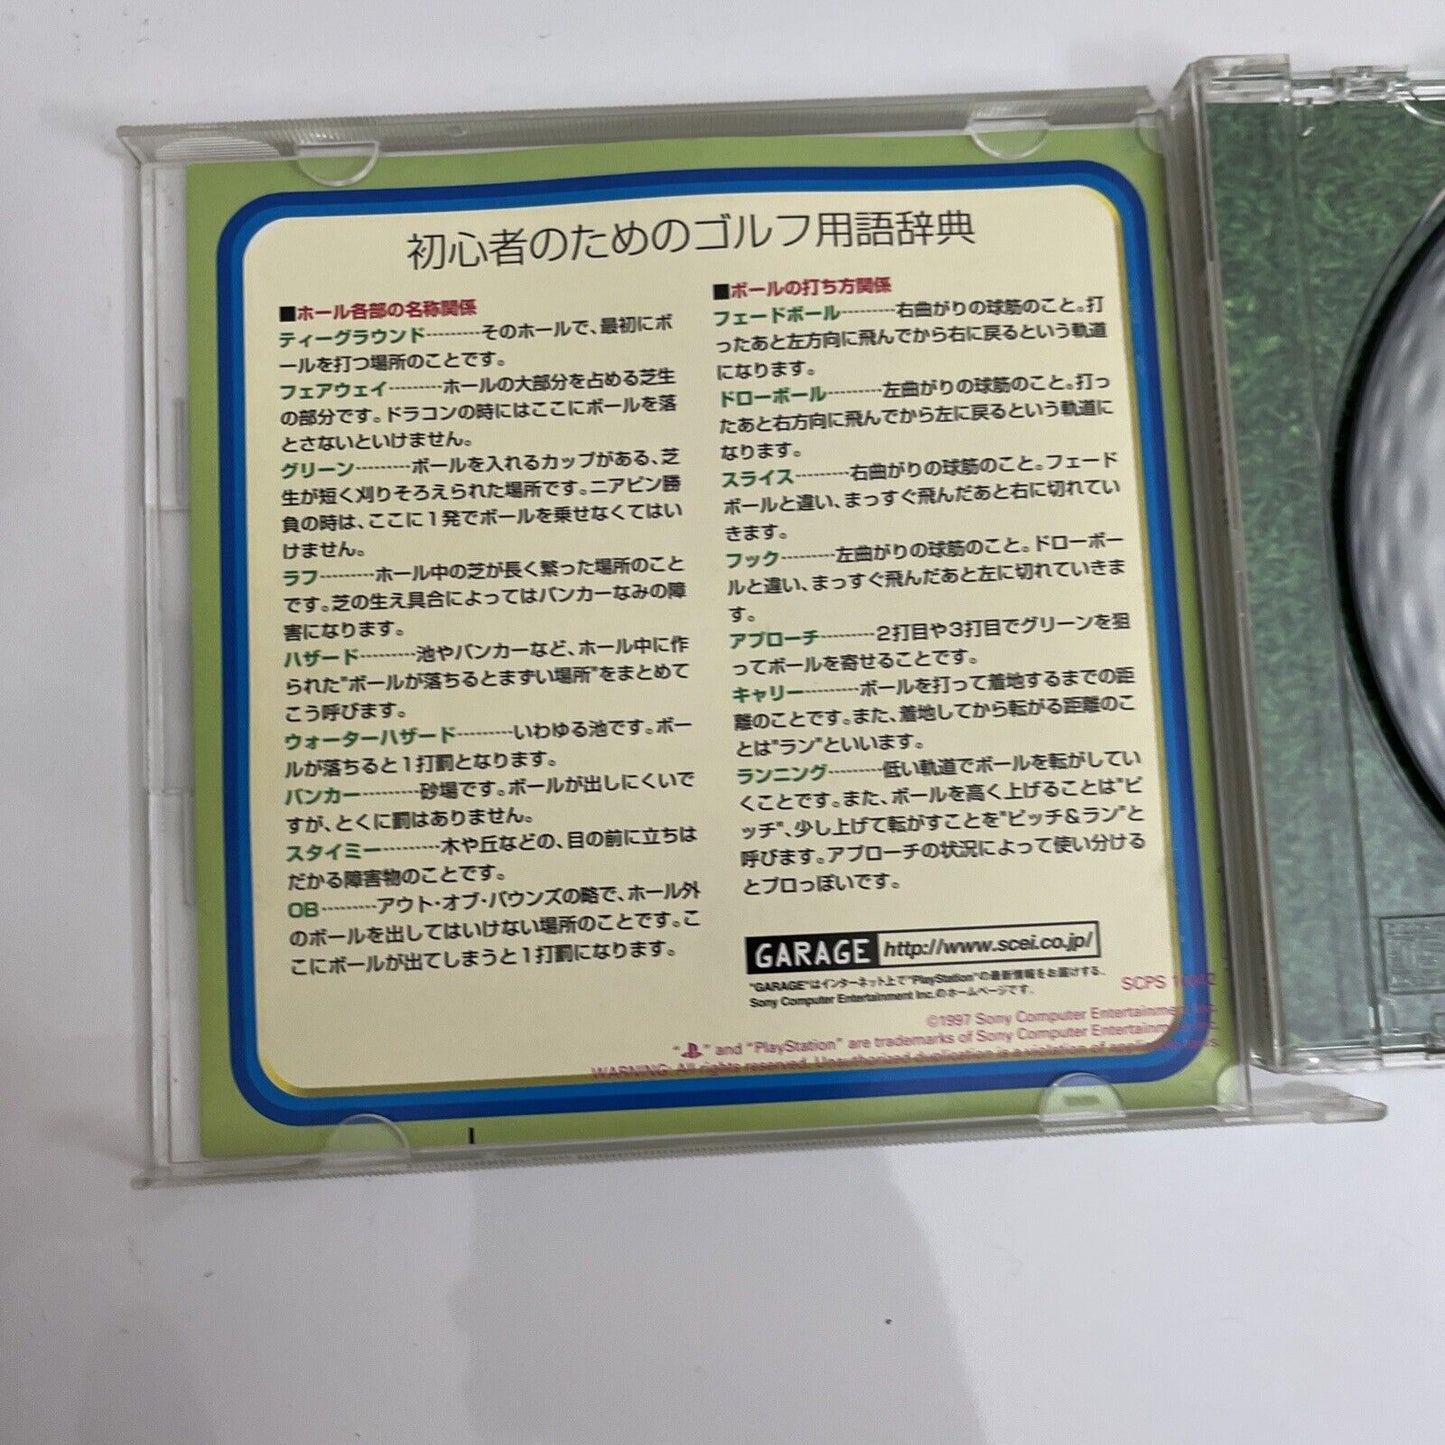 初心者のためのゴルフ用語辞典
■ホール各部の名称関係
ティーグラウンド………そのホールで、最初にボ
ールを打つ場所のことです。
フェアウェイ………ホールの大部分を占める芝生
の部分です。ドラコンの時にはここにボールを落
とさないといけません。
グリーン………ボールを入れるカップがある、芝
生が短く刈りそろえられた場所です。ニアピン勝
負の時は、ここに1発でボールを乗せなくてはい
けません。
ラフ………ホール中の芝が長く繁った場所のこと
です。芝の生え具合によってはバンカーなみの障
害になります。
ハザード………池やバンカーなど、ホール中に作
られた"ボールが落ちるとまずい場所"をまとめて
こう呼びます。
ウォーターハザード………いわゆる池です。ボー
ルが落ちると1打罰となります。
バンカー………砂場です。ボールが出しにくいで
すが、とくに罰はありません。
スタイミー………木や丘などの、目の前に立ちは
だかる障害物のことです。
OB………アウト・オブ・バウンズの略で、ホール外
のボールを出してはいけない場所のことです。こ
こにボールが出てしまうと1打罰になります。
■ボールの打ち方関係
フェードボール………右曲がりの球筋のこと。打
ったあと左方向に飛んでから右に戻るという軌道
になります。
ドローボール………左曲がりの球筋のこと。打っ
たあと右方向に飛んでから左に戻るという軌道に
なります。
スライス………右曲がりの球筋のこと。フェード
ボールと違い、まっすぐ飛んだあと右に切れてい
きます。
フック………左曲がりの球筋のこと。ドローボー
ルと違い、まっすぐ飛んだあと左に切れていきま
す。
アプローチ………2打目や3打目でグリーンを狙
ってボールを寄せることです。
キャリー………ボールを打って着地するまでの距
離のことです。また、着地してから転がる距離のこ
とは"ラン"といいます。
ランニング………低い軌道でボールを転がしてい
くことです。また、ボールを高く上げることは"ピ
ッチ"、少し上げて転がすことを"ピッチ&ラン"と
呼びます。アプローチの状況によって使い分ける
とプロっぽいです。
GARAGE http://www.scei.co.jp/
"GARAGE"はインターネット上で"PlayStation"の最新情報をお届けする、
Sony Computer Entertainment Inc.のホームページです。
SCPS
©1997 Sony Computer Entertainment Inc.
" " and "PlayStation" are trademarks of Sony Computer Entertainment Inc.
WARNING: All rights reserved. Unauthorized duplication is a violation of applicable laws.